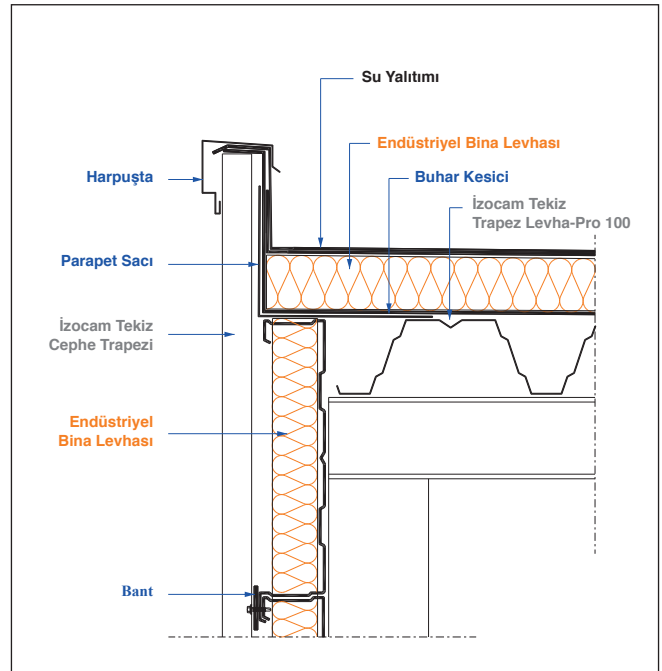 Su Yalıtımı
Endüstriyel Bina Levhası
Harpuşta
Buhar Kesici
İzocam Tekiz
Trapez Levha-Pro 100
Parapet Sacı
İzocam Tekiz
Cephe Trapezi
Endüstriyel
Bina Levhası
Bant